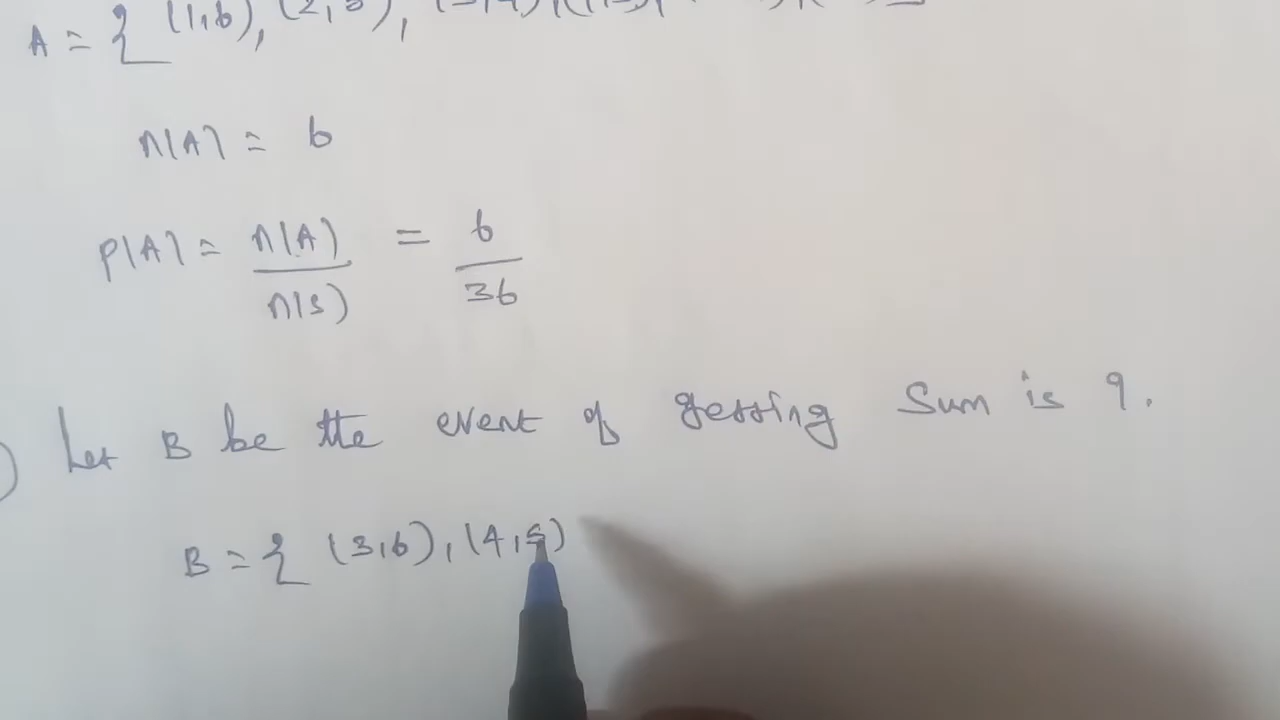 A = { (1,6), (2,5),
n(A) = 6
P(A) = n(A) / n(S) = 6 / 36
) Let B be the event of getting Sum is 9.
B = { (3,6), (4,5)